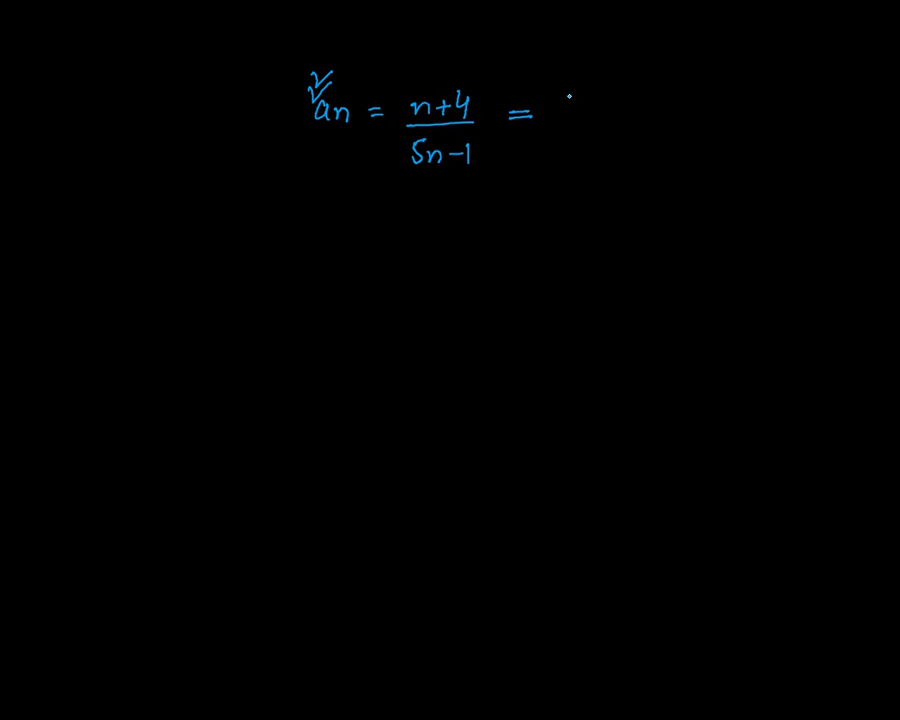 an = n+4 / 5n-1 =